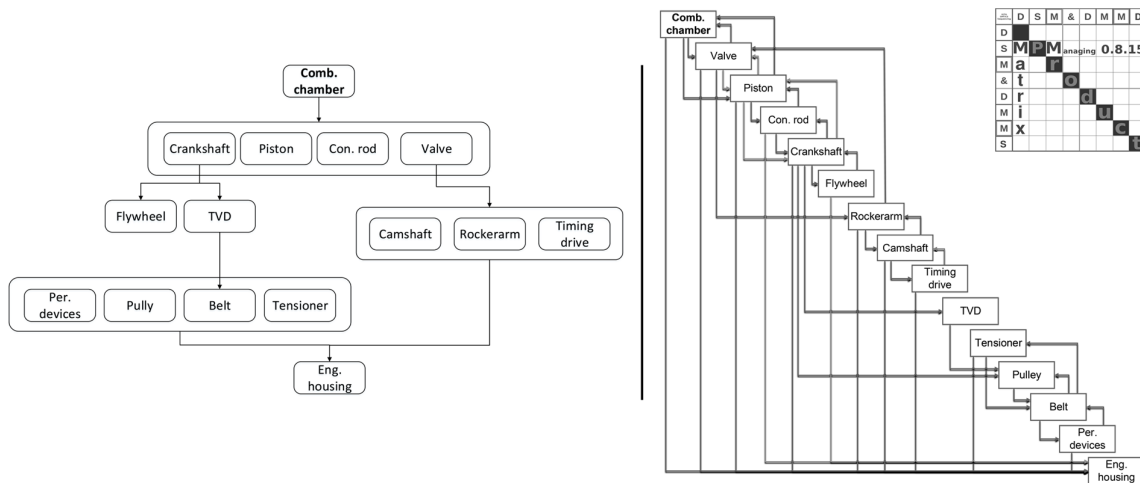 Comb.
chamber
Crankshaft
Piston
Con. rod
Valve
Flywheel
TVD
Camshaft
Rockerarm
Timing
drive
Per.
devices
Pully
Belt
Tensioner
Eng.
housing
Comb.
chamber
Valve
Piston
Con. rod
Crankshaft
Flywheel
Rockerarm
Camshaft
Timing
drive
TVD
Tensioner
Pulley
Belt
Per.
devices
Eng.
housing
D S M & D M M D
D
S M P M anaging 0.8.15
M a r
& t o
D r d
M i u
M x c
S t